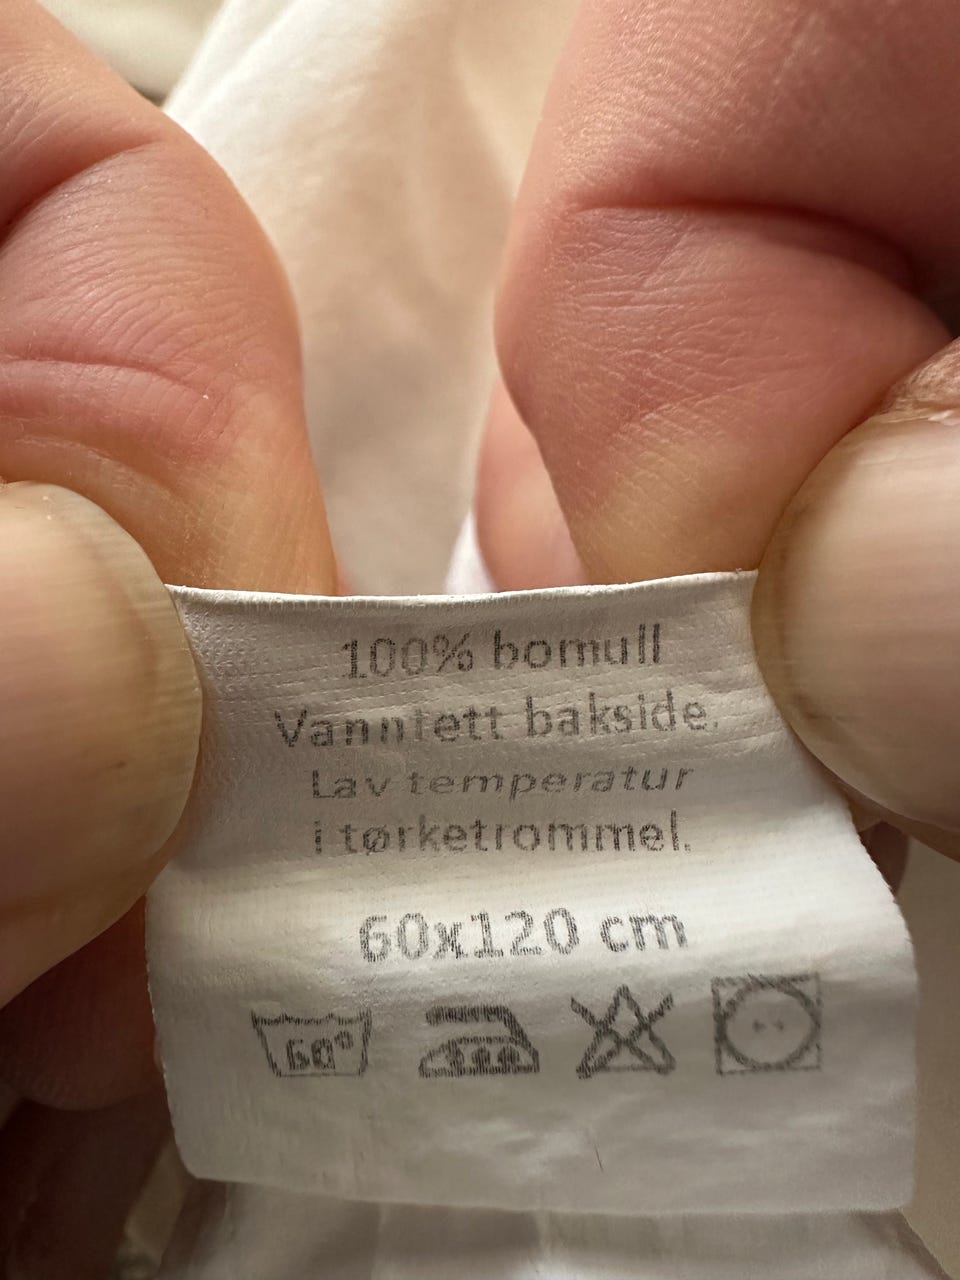 100% bomull
Vanntett bakside.
Lav temperatur
i tørketrommel.
60x120 cm
60°